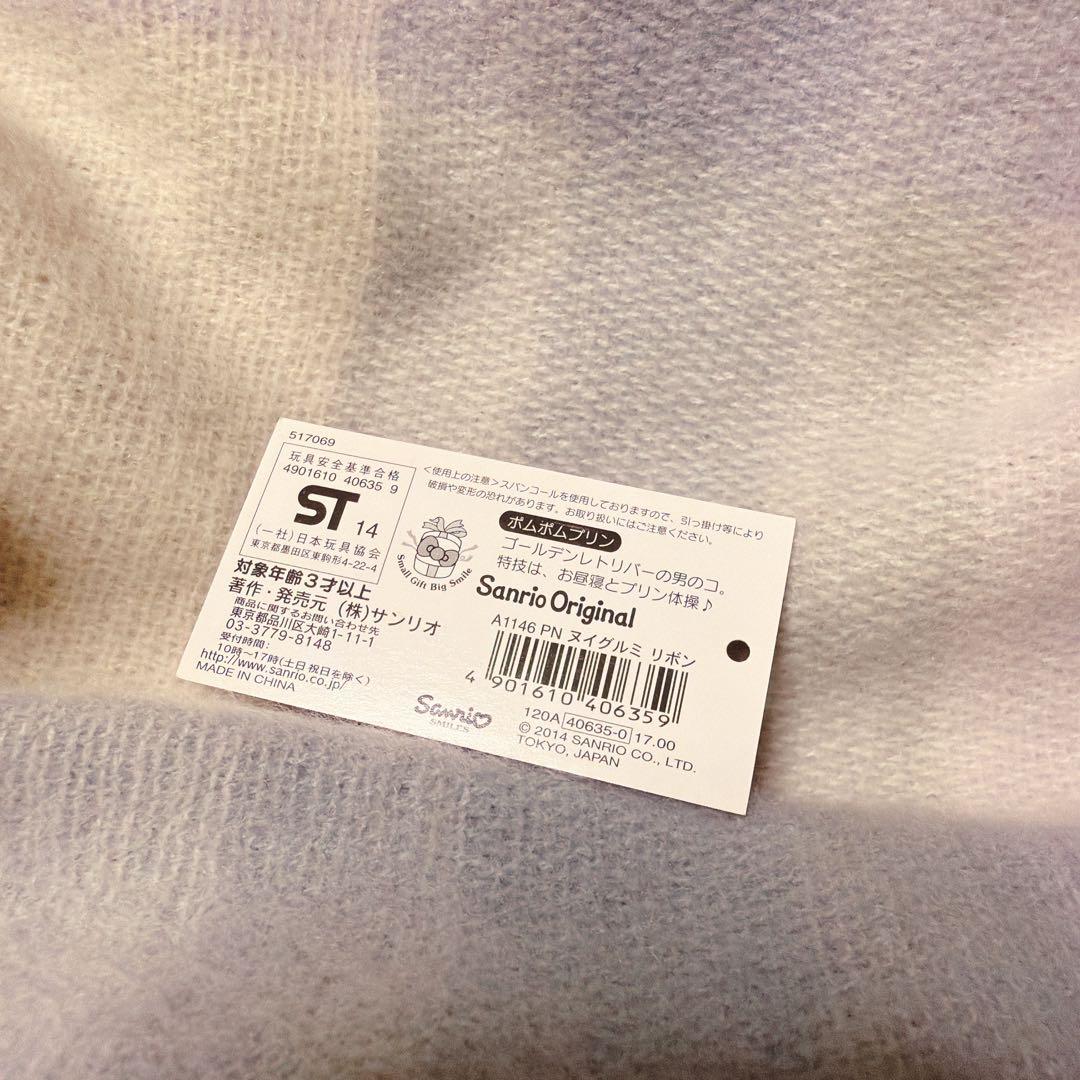 517069
玩具安全基準合格
4901610 40635 9
ST 14
(一社)日本玩具協会
東京都墨田区東駒形4-22-4
対象年齢3才以上
著作・発売元 (株)サンリオ
商品に関するお問い合わせ先
東京都品川区大崎1-11-1
03-3779-8148
受付時間:
10時〜17時(土日祝日を除く)
http://www.sanrio.co.jp/
MADE IN CHINA
<使用上の注意>スパンコールを使用しておりますので、引っ掛け等により
破損や変形の恐れがあります。お取り扱いにはご注意ください。
Small Gift Big Smile
ポムポムプリン
ゴールデンレトリバーの男のコ。
特技は、お昼寝とプリン体操♪
Sanrio Original
A1146 PN ヌイグルミ リボン
4 901610 406359
120A 40635-0 17.00
© 2014 SANRIO CO., LTD.
TOKYO, JAPAN
Sanrio
SMILES